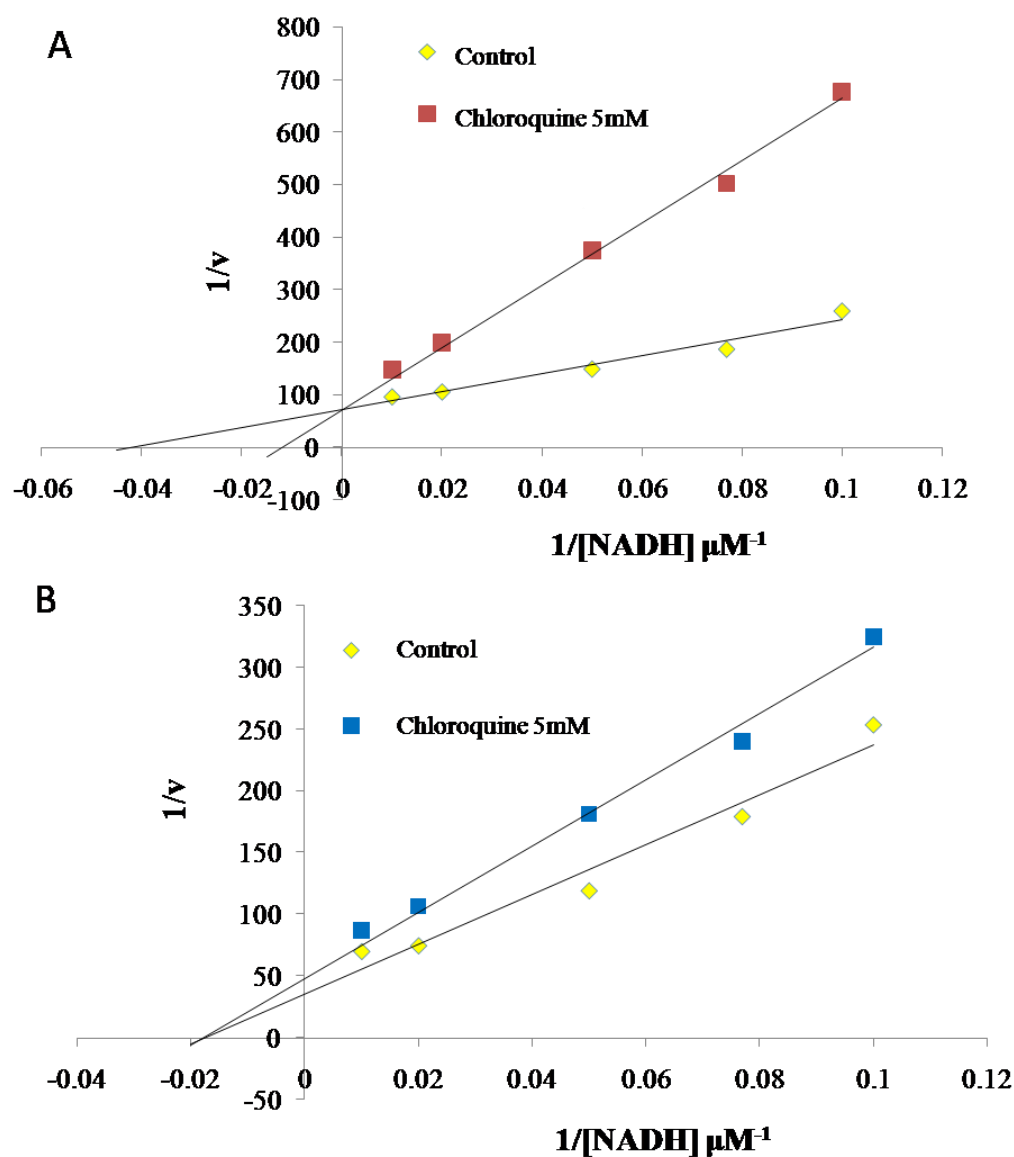 A
800
700
600
500
400
300
200
100
0
-100
Control
Chloroquine 5mM
1/v
-0.06 -0.04 -0.02 0 0.02 0.04 0.06 0.08 0.1 0.12
1/[NADH] μM-1
B
350
300
250
200
150
100
50
0
-50
Control
Chloroquine 5mM
1/v
-0.04 -0.02 0 0.02 0.04 0.06 0.08 0.1 0.12
1/[NADH] μM-1